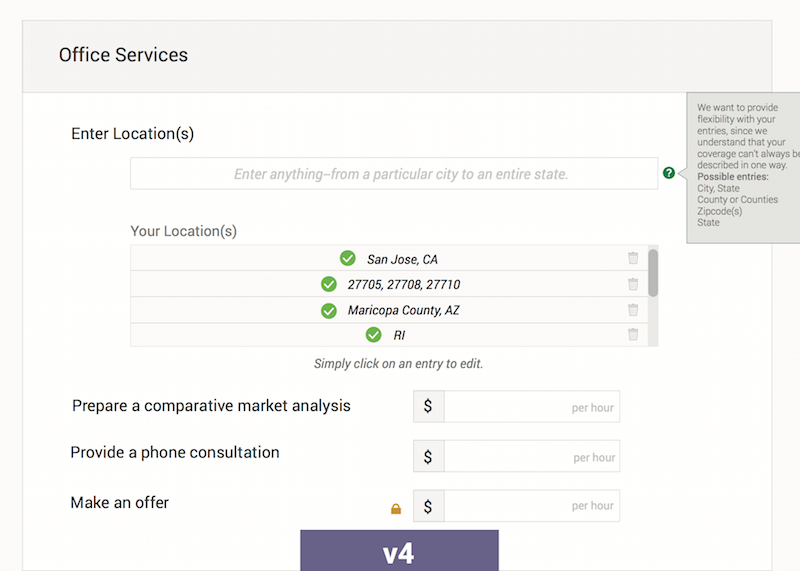 Office Services
Enter Location(s)
Enter anything–from a particular city to an entire state.
?
We want to provide
flexibility with your
entries, since we
understand that your
coverage can't always be
described in one way.
Possible entries:
City, State
County or Counties
Zipcode(s)
State
Your Location(s)
San Jose, CA
27705, 27708, 27710
Maricopa County, AZ
RI
Simply click on an entry to edit.
Prepare a comparative market analysis $ per hour
Provide a phone consultation $ per hour
Make an offer $ per hour
v4